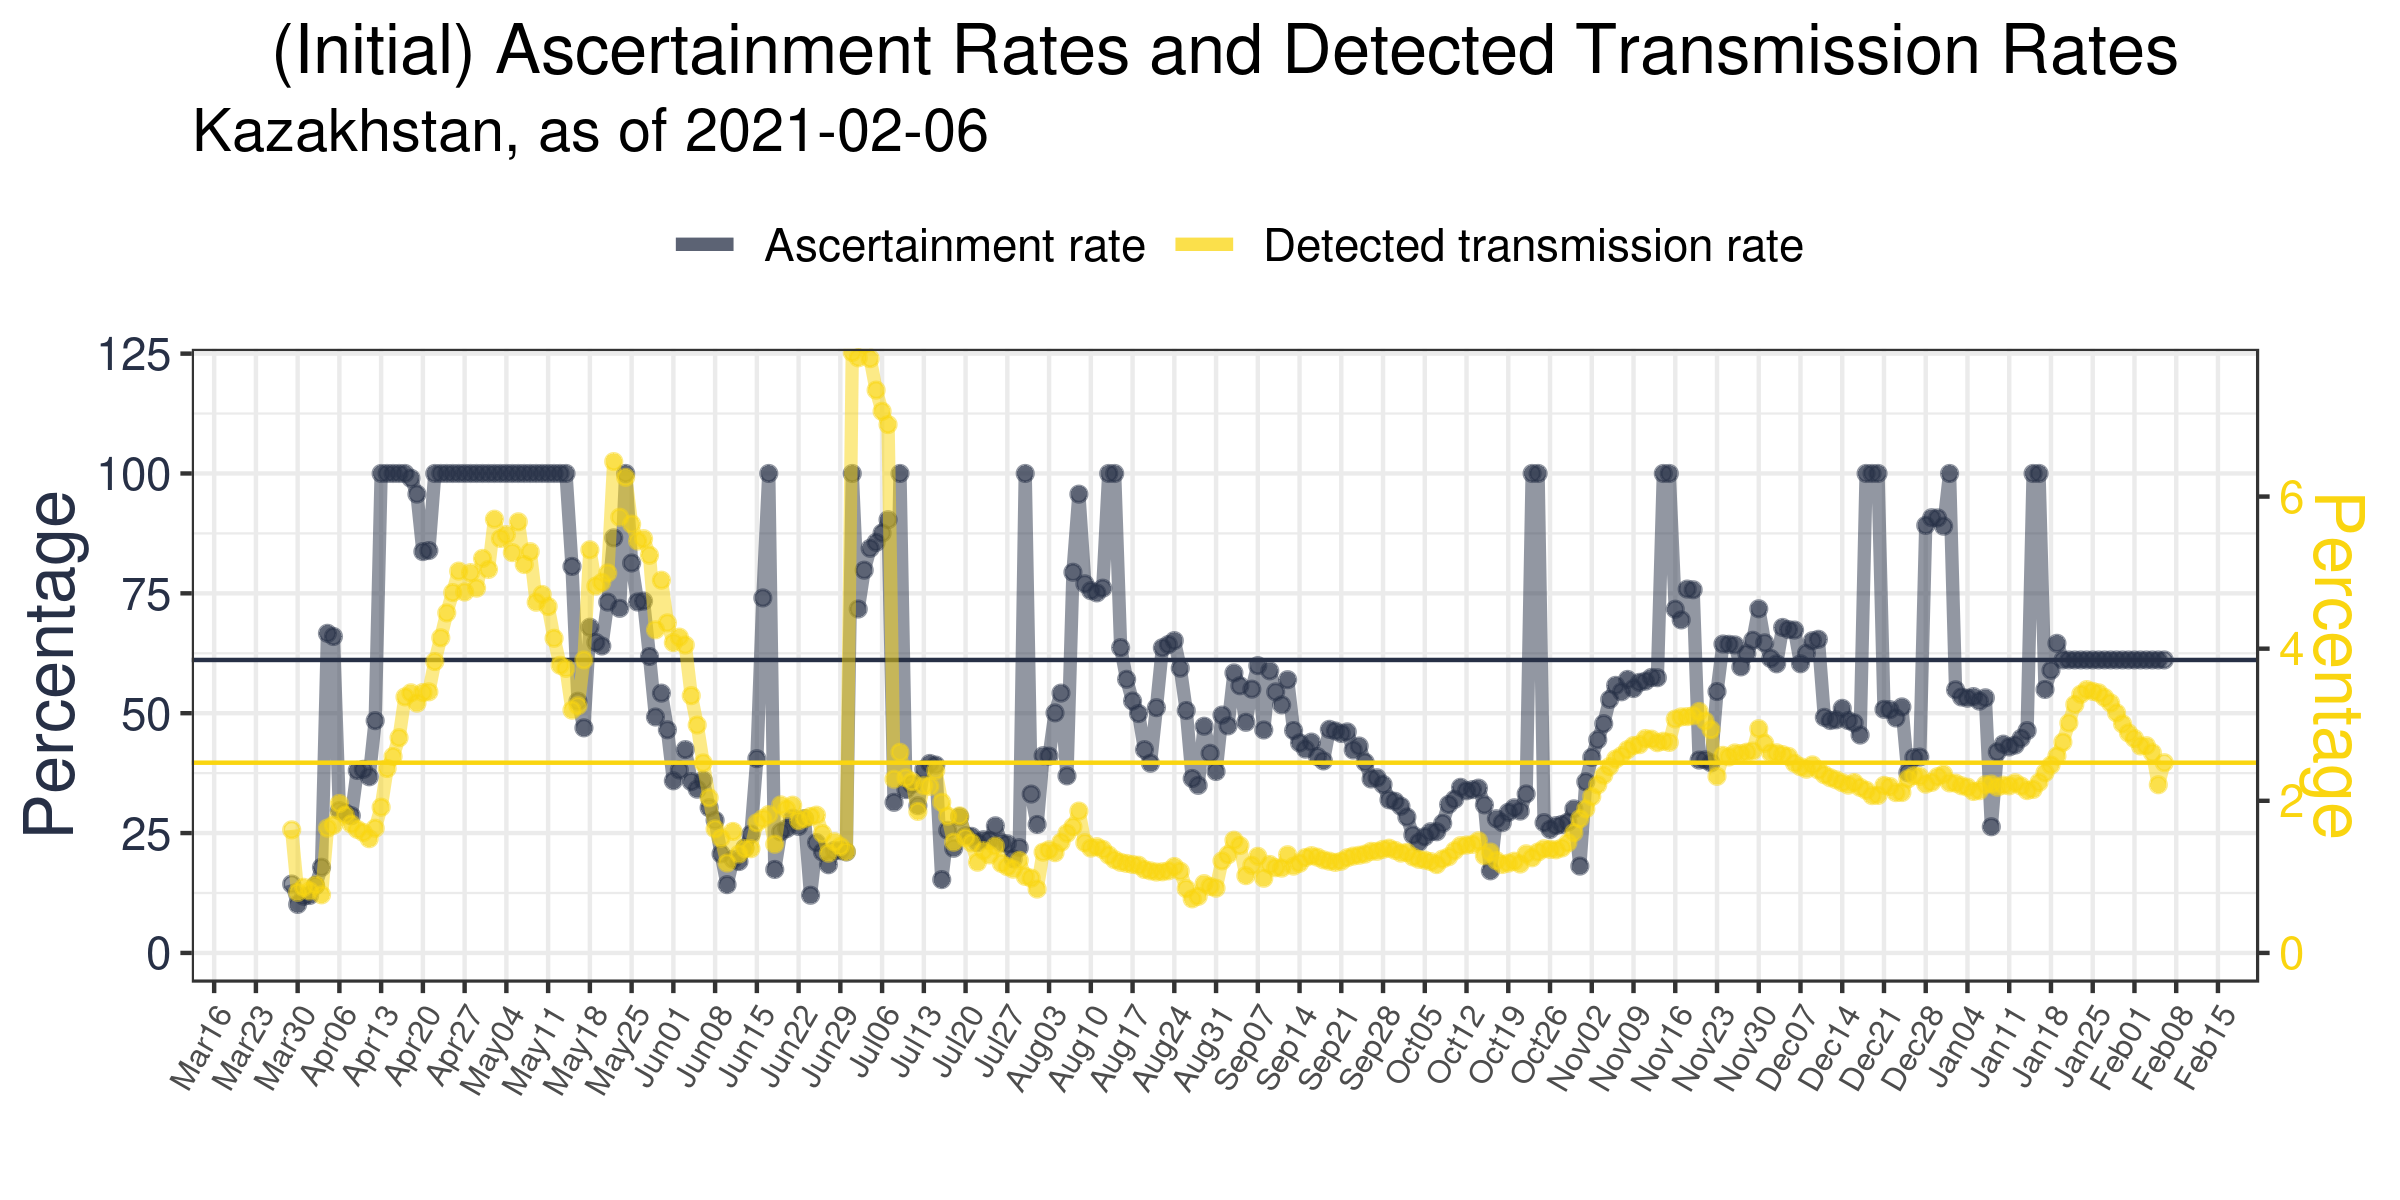 (Initial) Ascertainment Rates and Detected Transmission Rates
Kazakhstan, as of 2021-02-06
Ascertainment rate
Detected transmission rate
125
100
75
50
25
0
Percentage
6
4
2
0
Percentage
Mar16
Mar23
Mar30
Apr06
Apr13
Apr20
Apr27
May04
May11
May18
May25
Jun01
Jun08
Jun15
Jun22
Jun29
Jul06
Jul13
Jul20
Jul27
Aug03
Aug10
Aug17
Aug24
Aug31
Sep07
Sep14
Sep21
Sep28
Oct05
Oct12
Oct19
Oct26
Nov02
Nov09
Nov16
Nov23
Nov30
Dec07
Dec14
Dec21
Dec28
Jan04
Jan11
Jan18
Jan25
Feb01
Feb08
Feb15